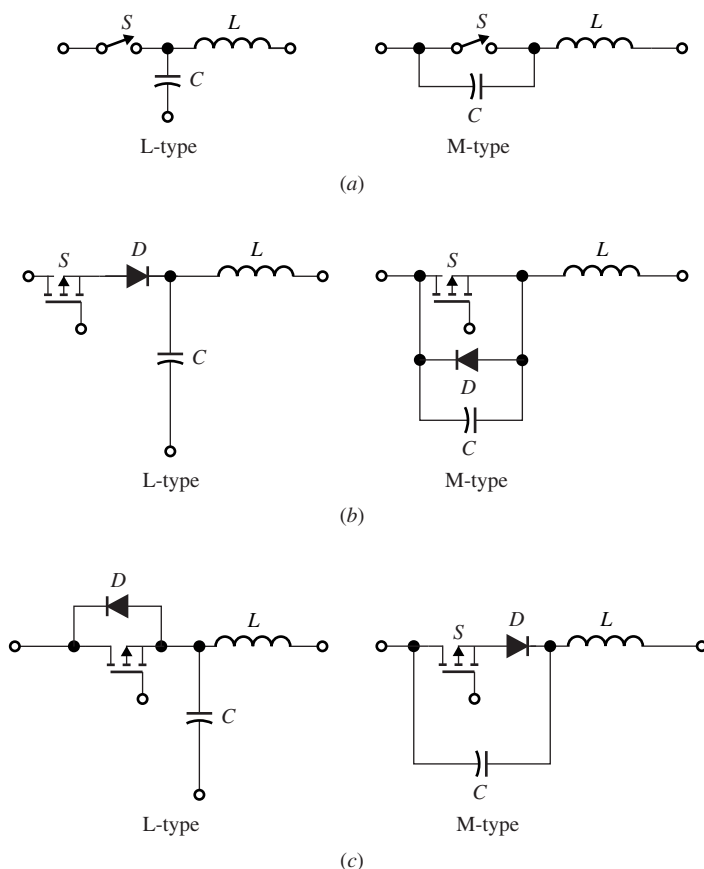 S L
C
L-type
S L
C
M-type
(a)
S D L
C
L-type
S L
D
C
M-type
(b)
D
L
C
L-type
S D L
C
M-type
(c)